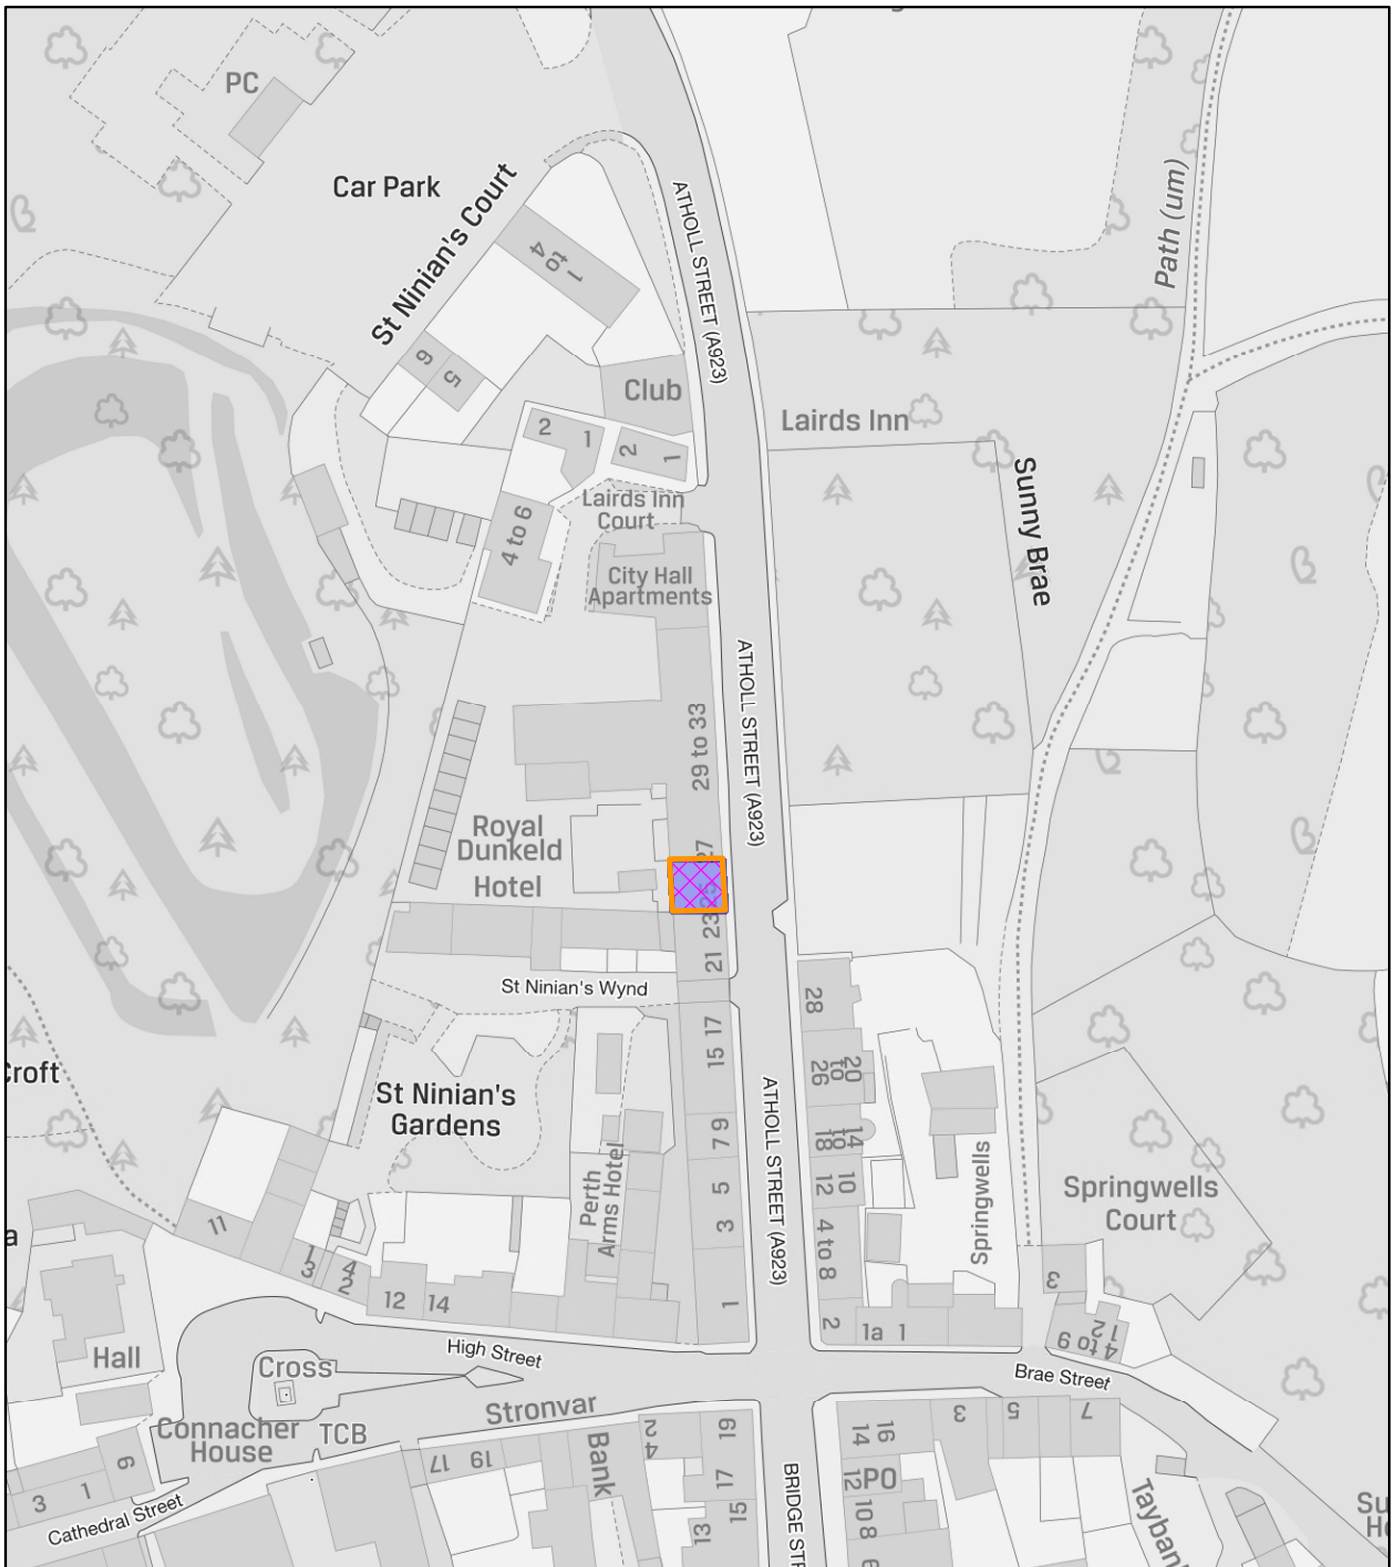 PC
Car Park
St Ninian's Court
1
to
4
6
5
ATHOLL STREET (A923)
Path (um)
Club
Lairds Inn
2
1
2
1
Lairds Inn
Court
4 to 6
Sunny Brae
City Hall
Apartments
ATHOLL STREET (A923)
29 to 33
27
Royal
Dunkeld
Hotel
25
23
21
St Ninian's Wynd
28
15 17
20
to
26
Croft
St Ninian's
Gardens
ATHOLL STREET (A923)
7 9
14
to
18
Perth
Arms Hotel
5
10
12
Springwells
Springwells
Court
3
4 to 8
11
1
3
4
2
12
14
1
2
1a
1
3
12
4 to 9
High Street
Hall
Cross
Brae Street
Stronvar
Connacher
House
TCB
17
19
Bank
2
4
19
17
15
13
BRIDGE STR
14
16
3
5
7
12
PO
10
8
6
Cathedral Street
3
1
9
Tayban
Su
H
a